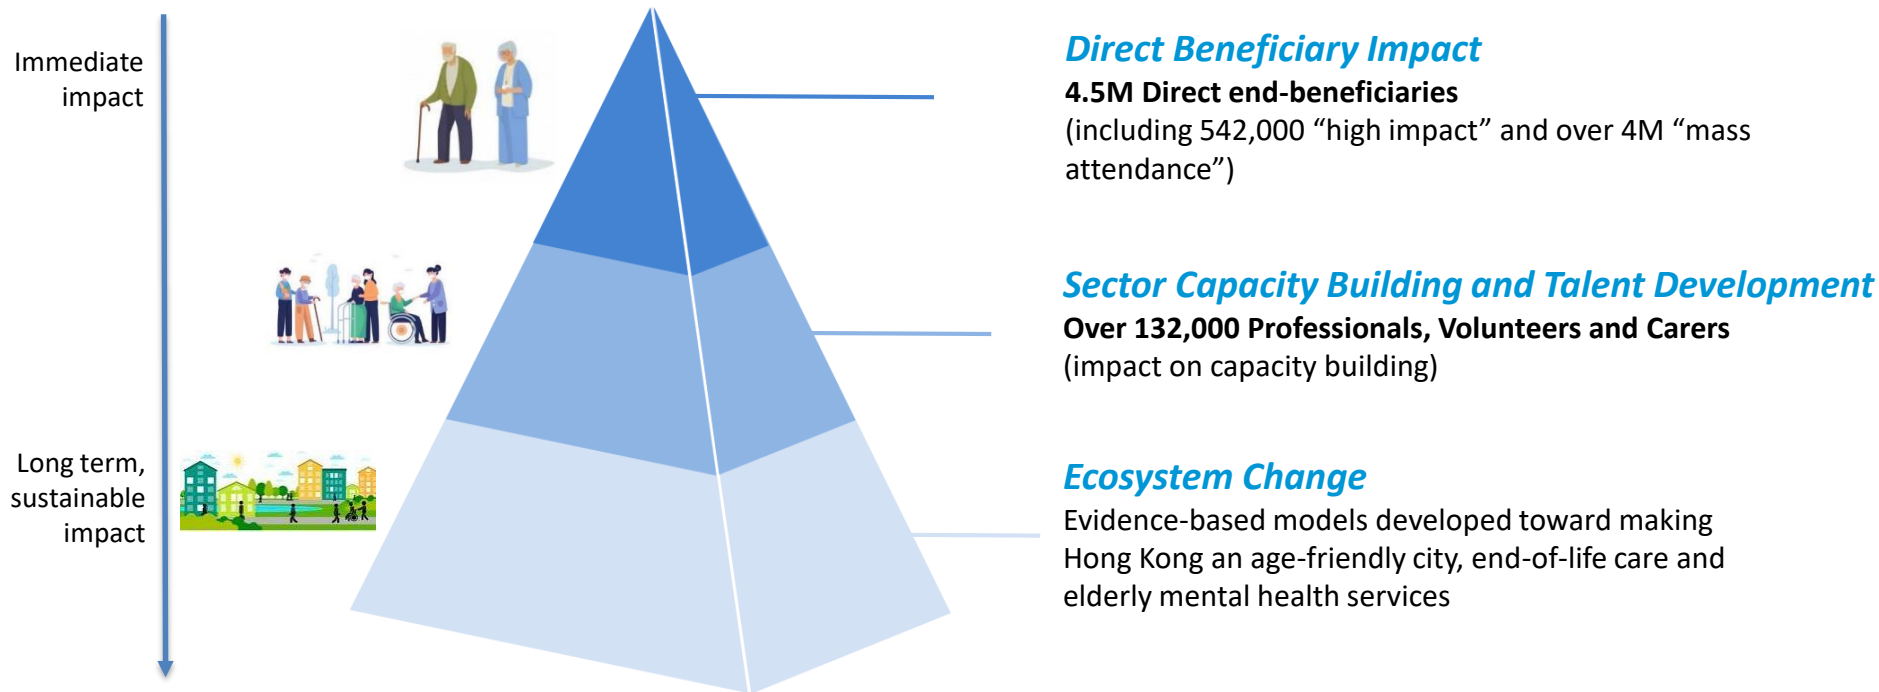 Immediate
impact
Direct Beneficiary Impact
4.5M Direct end-beneficiaries
(including 542,000 “high impact” and over 4M “mass
attendance”)
Sector Capacity Building and Talent Development
Over 132,000 Professionals, Volunteers and Carers
(impact on capacity building)
Long term,
sustainable
impact
Ecosystem Change
Evidence-based models developed toward making
Hong Kong an age-friendly city, end-of-life care and
elderly mental health services